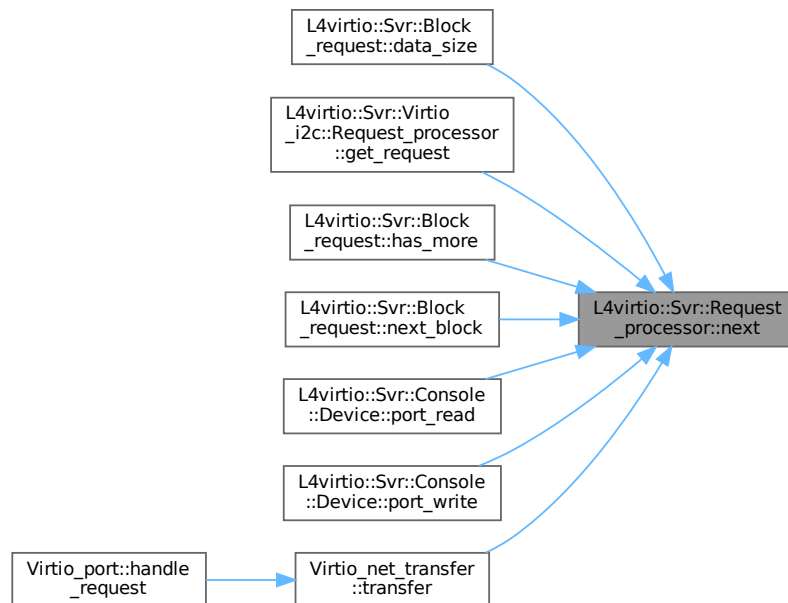 L4virtio::Svr::Block
_request::data_size
L4virtio::Svr::Virtio
_i2c::Request_processor
::get_request
L4virtio::Svr::Block
_request::has_more
L4virtio::Svr::Request
_processor::next
L4virtio::Svr::Block
_request::next_block
L4virtio::Svr::Console
::Device::port_read
L4virtio::Svr::Console
::Device::port_write
Virtio_port::handle
_request
Virtio_net_transfer
::transfer